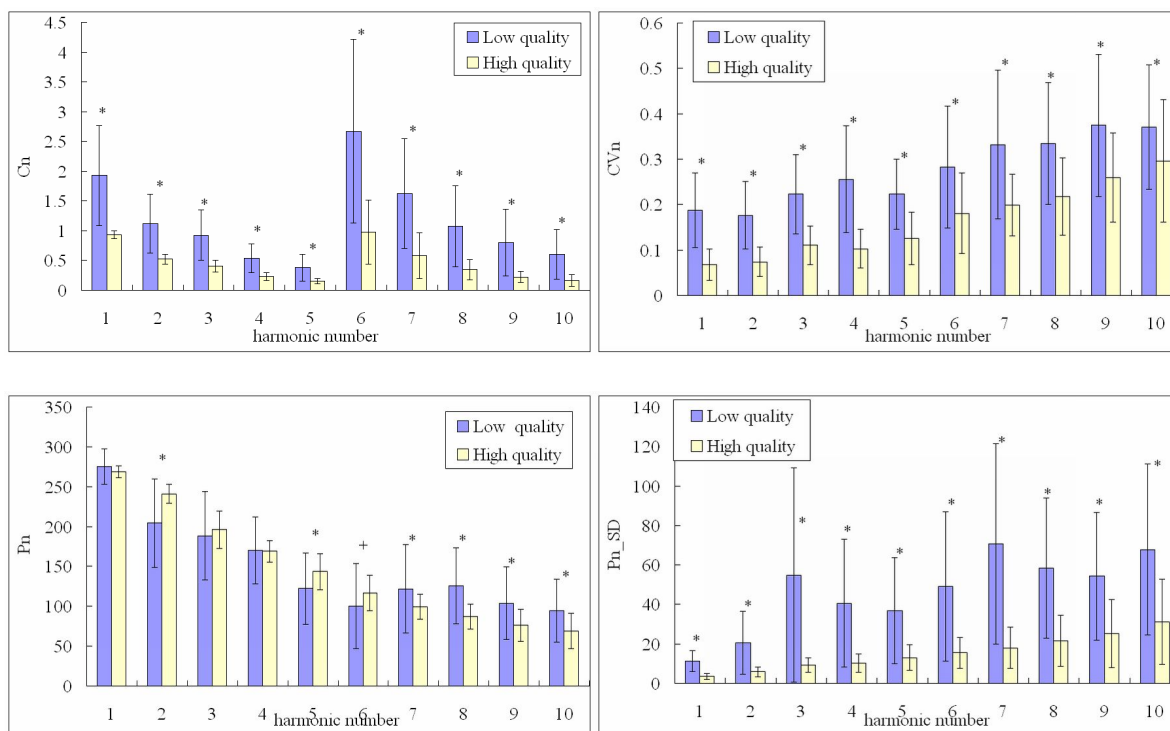 4.5
4
3.5
3
2.5
2
1.5
1
0.5
0
Cn
* * * * * * * * * *
Low quality
High quality
1 2 3 4 5 6 7 8 9 10
harmonic number
0.6
0.5
0.4
0.3
0.2
0.1
0
CVn
* * * * * * * * * *
Low quality
High quality
1 2 3 4 5 6 7 8 9 10
harmonic number
350
300
250
200
150
100
50
0
Pn
* * + * * * *
Low quality
High quality
1 2 3 4 5 6 7 8 9 10
harmonic number
140
120
100
80
60
40
20
0
Pn_SD
* * * * * * * * * *
Low quality
High quality
1 2 3 4 5 6 7 8 9 10
harmonic number